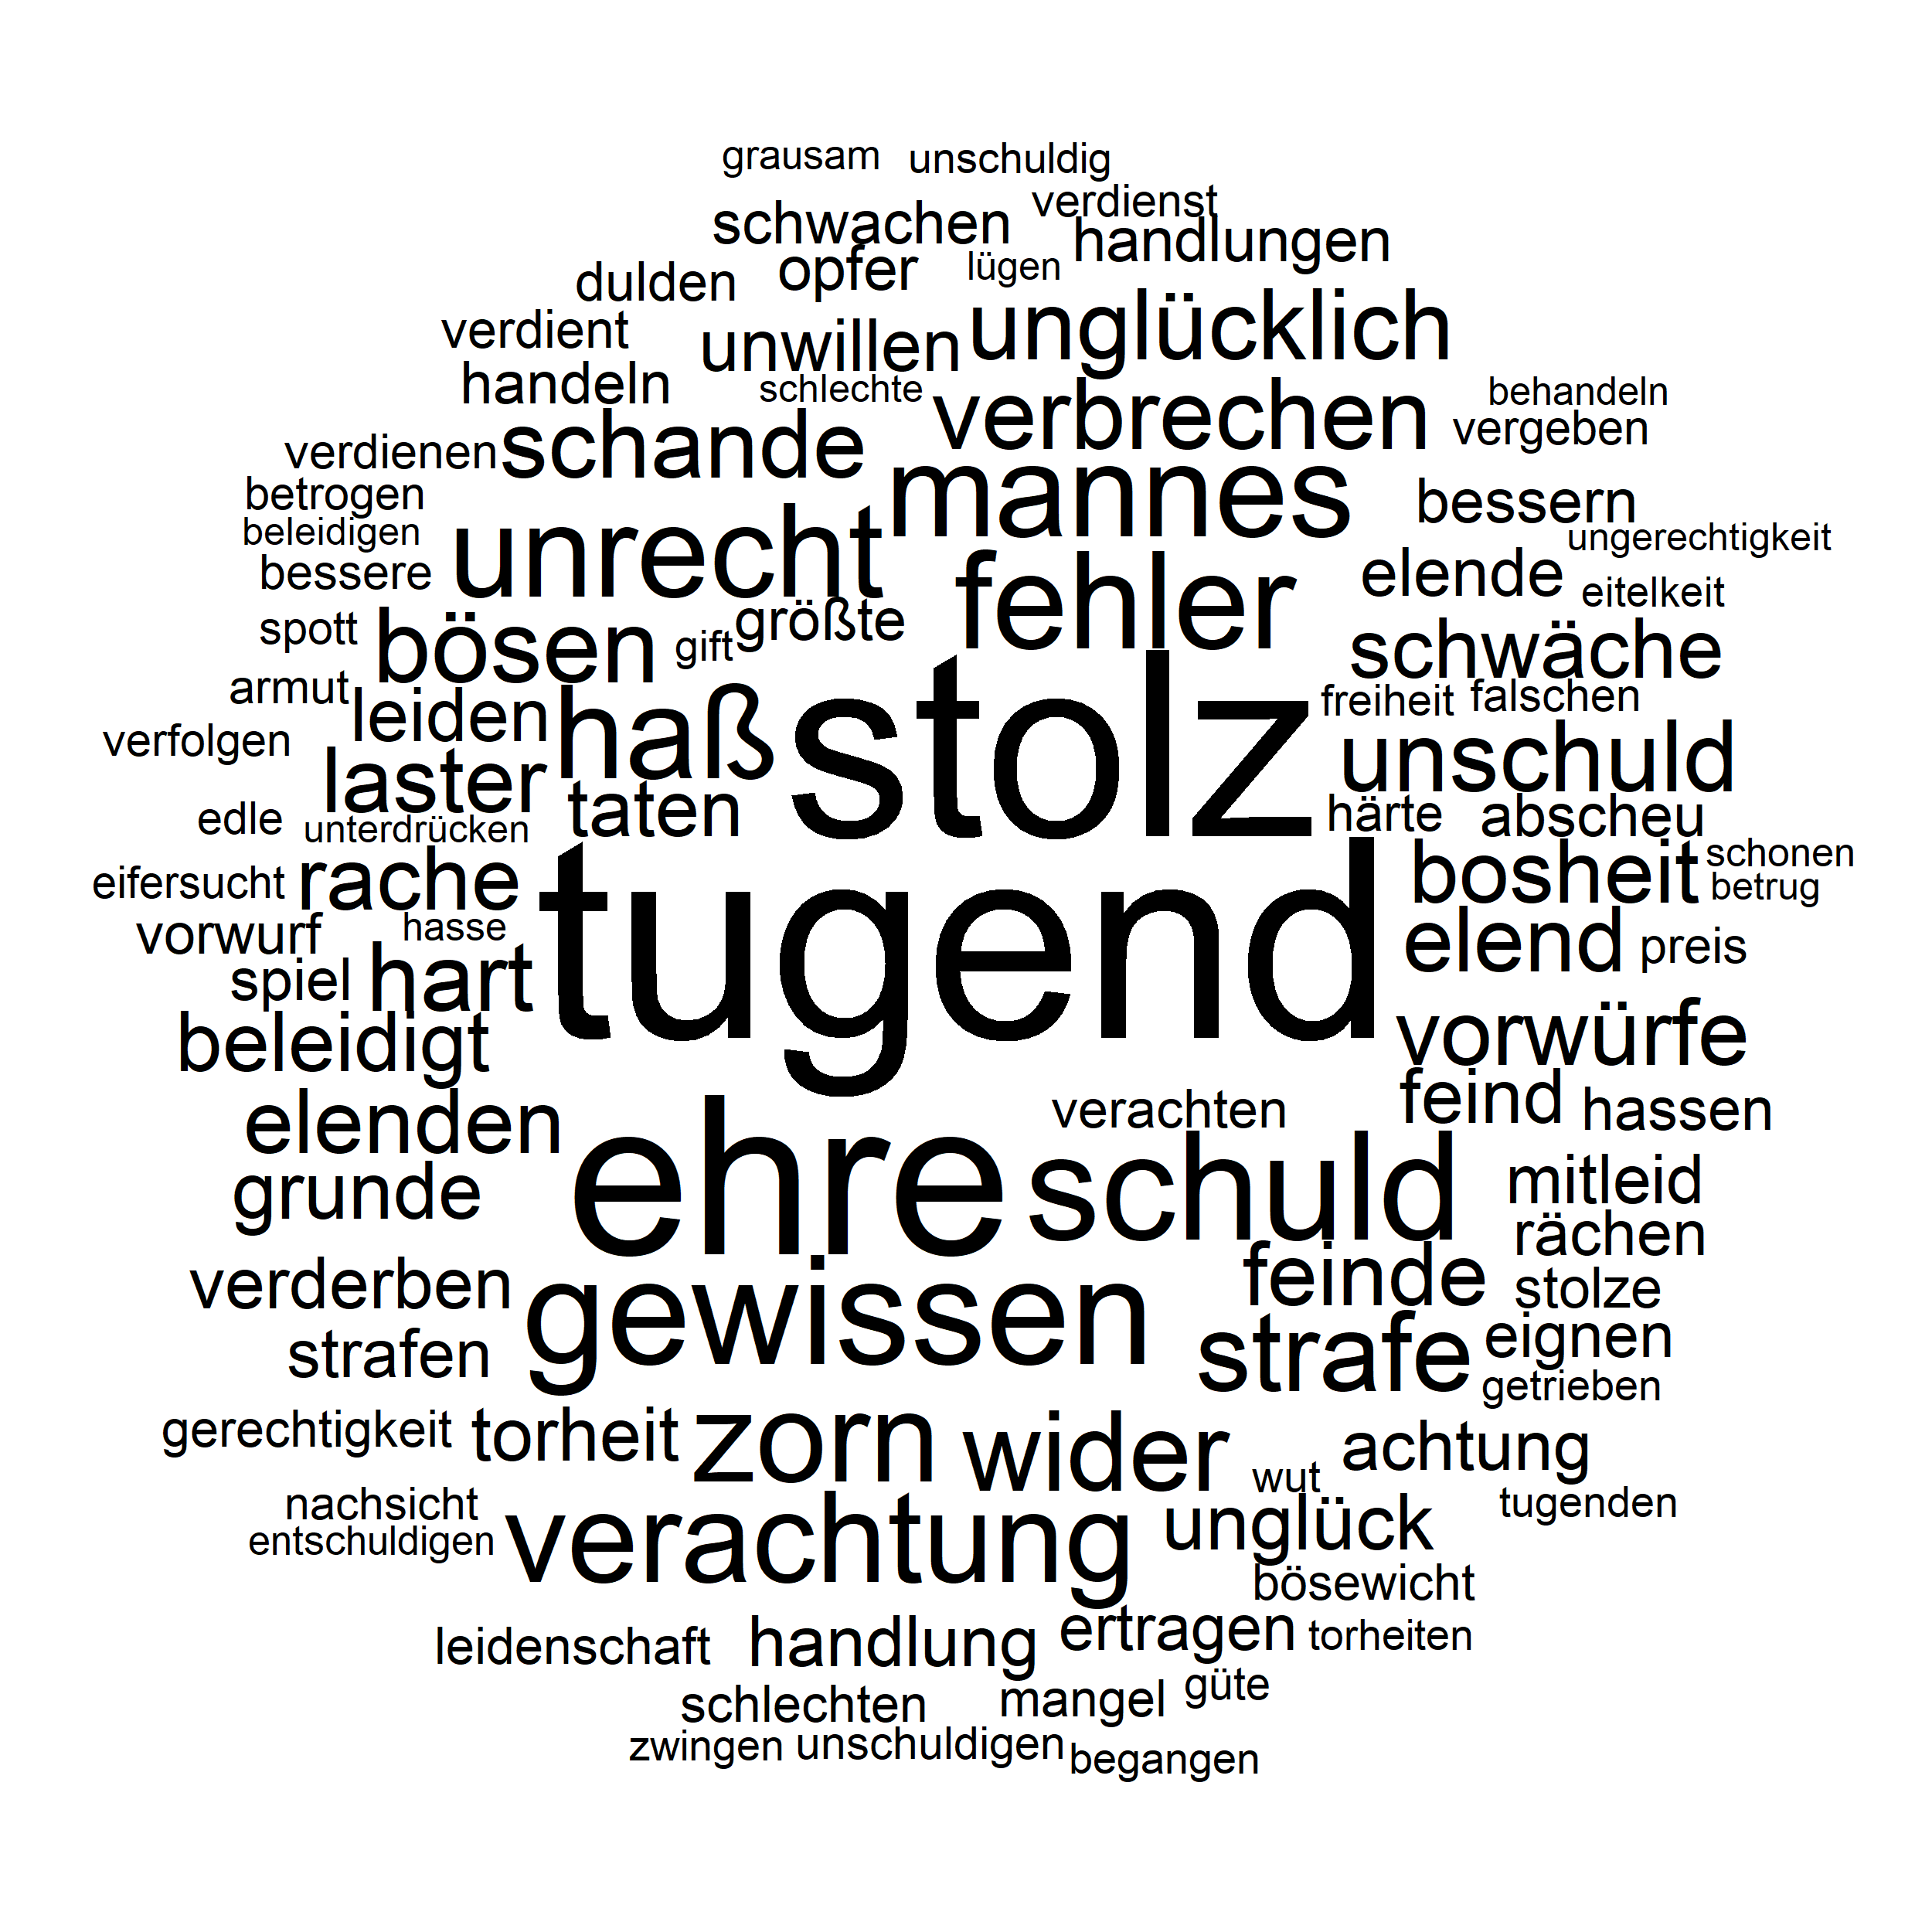 grausam unschuldig
verdienst
schwachen handlungen
dulden opfer lügen
verdient unwillen unglücklich
handeln schlechte verbrechen behandeln
vergeben
verdienen schande
betrogen mannes bessern
beleidigen unrecht ungerechtigkeit
bessere fehler elende eitelkeit
spott bösen gift größte schwäche
armut leiden haß stolz freiheit falschen
verfolgen laster unschuld
edle unterdrücken taten härte abscheu
eifersucht rache bosheit schonen
betrug
vorwurf hasse tugend elend preis
spiel hart
beleidigt vorwürfe
elenden verachten feind hassen
grunde ehre schuld mitleid
rächen
verderben gewissen feinde stolze
strafen strafe eignen
getrieben
gerechtigkeit torheit zorn wider achtung
wut
nachsicht verachtung unglück tugenden
entschuldigen
bösewicht
leidenschaft handlung ertragen torheiten
schlechten mangel güte
zwingen unschuldigen begangen